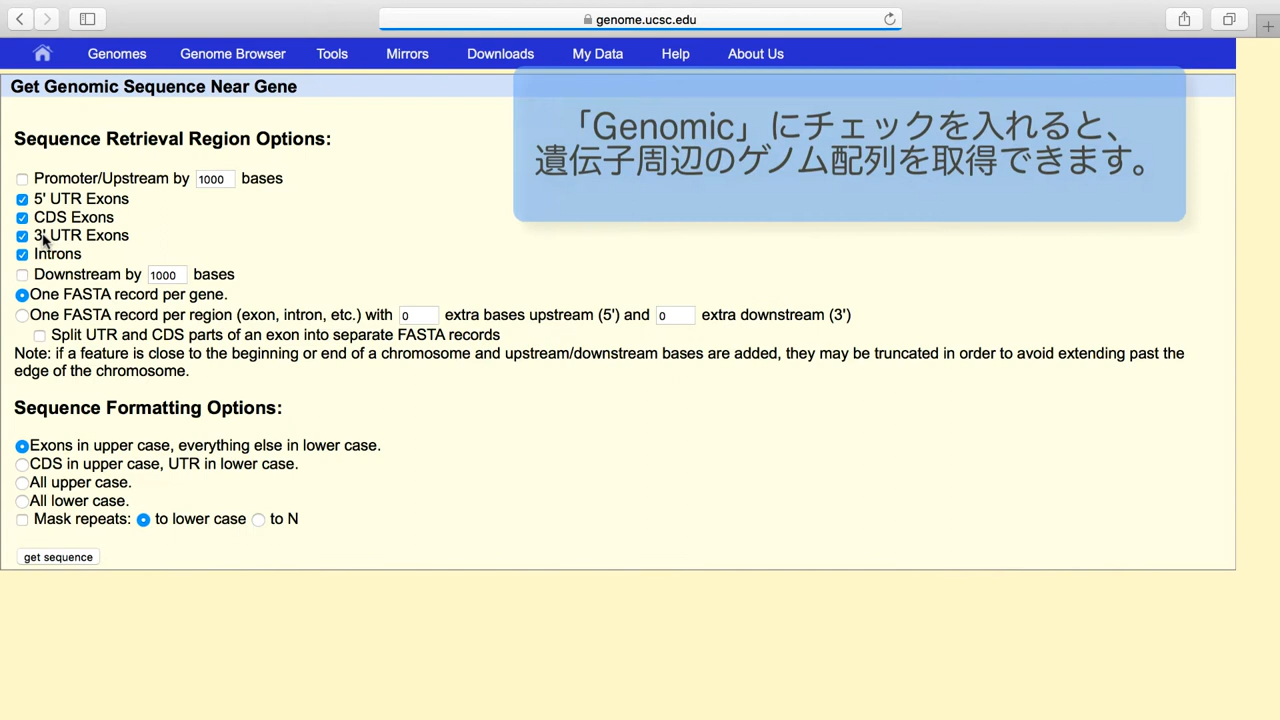 genome.ucsc.edu
Genomes Genome Browser Tools Mirrors Downloads My Data Help About Us
Get Genomic Sequence Near Gene
「Genomic」にチェックを入れると、
遺伝子周辺のゲノム配列を取得できます。
Sequence Retrieval Region Options:
Promoter/Upstream by 1000 bases
5' UTR Exons
CDS Exons
3' UTR Exons
Introns
Downstream by 1000 bases
One FASTA record per gene.
One FASTA record per region (exon, intron, etc.) with 0 extra bases upstream (5') and 0 extra downstream (3')
Split UTR and CDS parts of an exon into separate FASTA records
Note: if a feature is close to the beginning or end of a chromosome and upstream/downstream bases are added, they may be truncated in order to avoid extending past the
edge of the chromosome.
Sequence Formatting Options:
Exons in upper case, everything else in lower case.
CDS in upper case, UTR in lower case.
All upper case.
All lower case.
Mask repeats: to lower case to N
get sequence